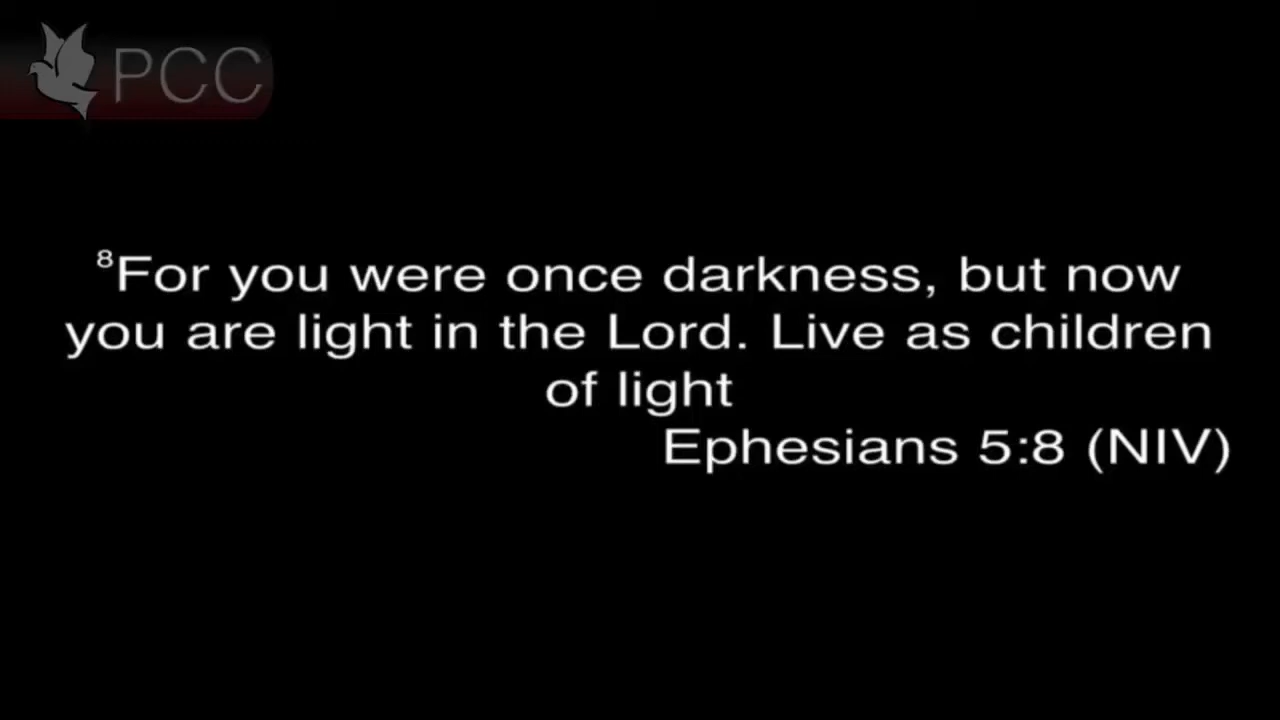 PCC
⁸For you were once darkness, but now
you are light in the Lord. Live as children
of light
Ephesians 5:8 (NIV)